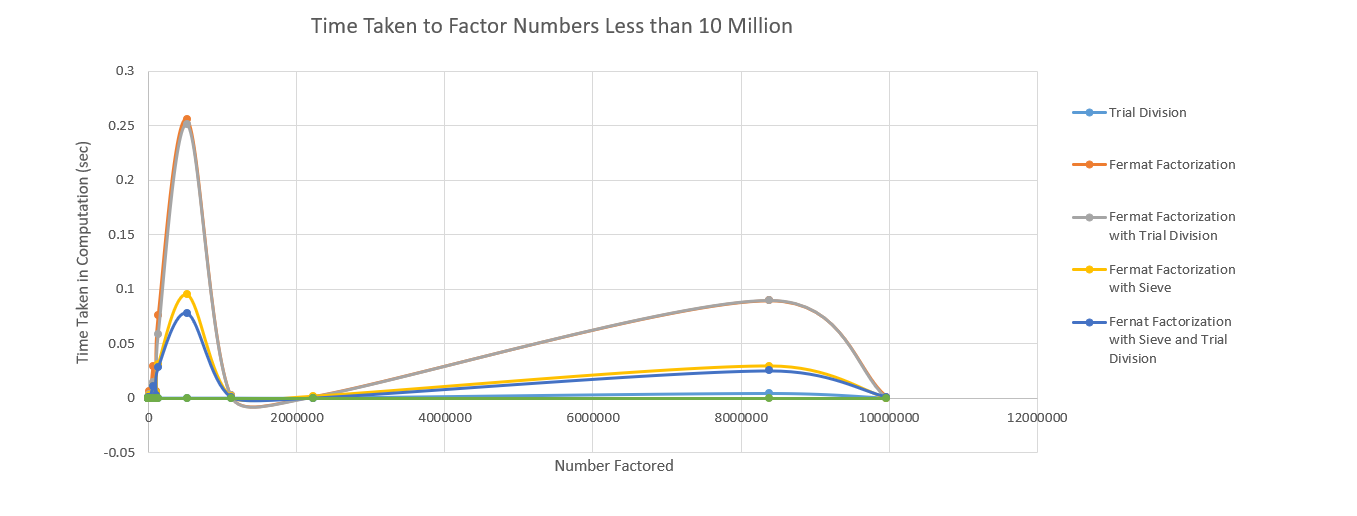 Time Taken to Factor Numbers Less than 10 Million
0.3
0.25
0.2
0.15
0.1
0.05
0
-0.05
Time Taken in Computation (sec)
0 2000000 4000000 6000000 8000000 10000000 12000000
Number Factored
Trial Division
Fermat Factorization
Fermat Factorization
with Trial Division
Fermat Factorization
with Sieve
Fernat Factorization
with Sieve and Trial
Division